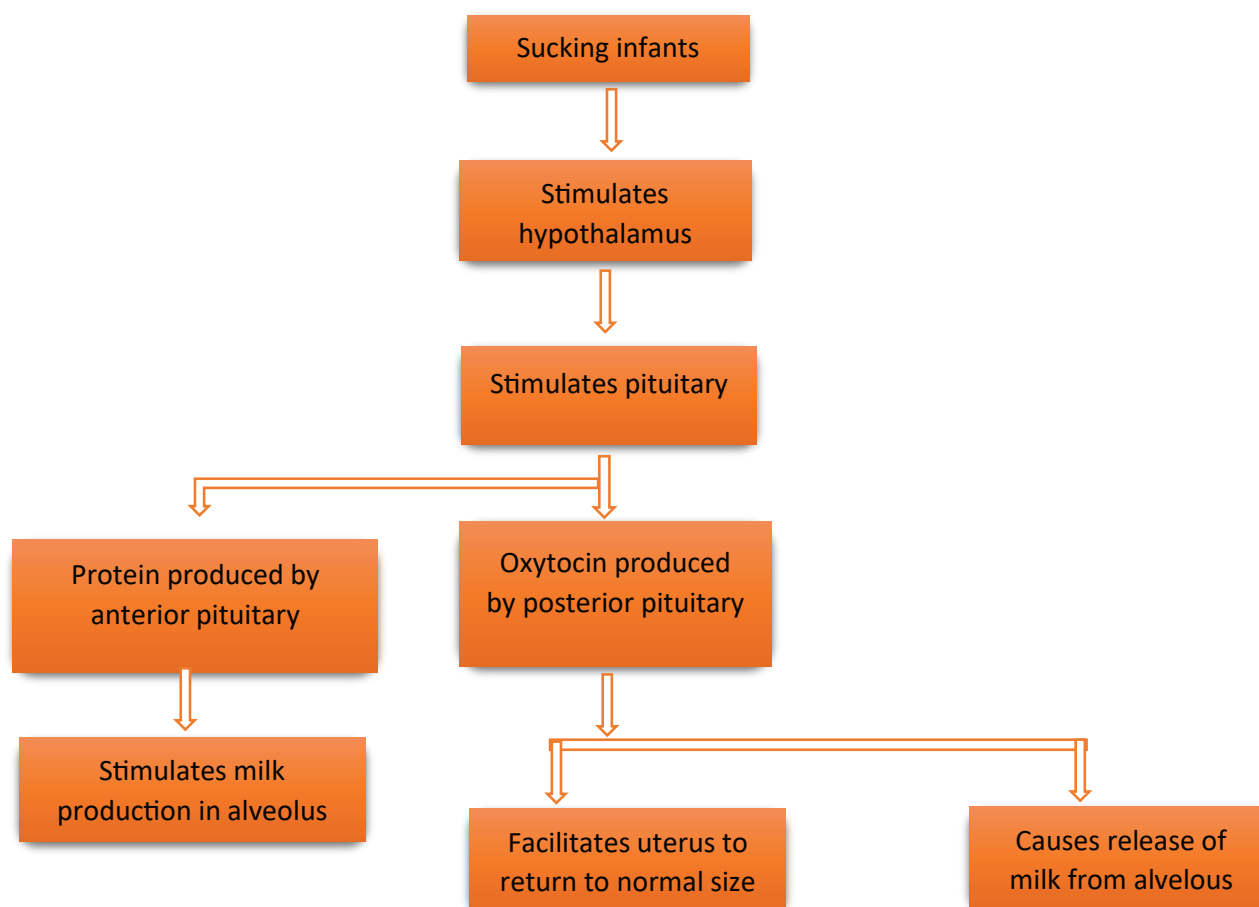 Sucking infants
Stimulates
hypothalamus
Stimulates pituitary
Protein produced by
anterior pituitary
Oxytocin produced
by posterior pituitary
Stimulates milk
production in alveolus
Facilitates uterus to
return to normal size
Causes release of
milk from alvelous